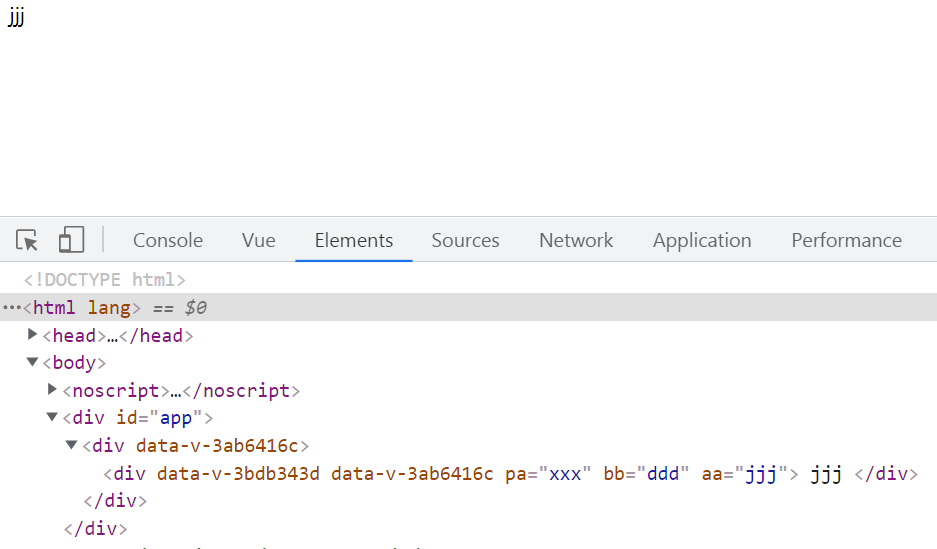 jjj
Console Vue Elements Sources Network Application Performance
<!DOCTYPE html>
…<html lang> == $0
<head>…</head>
<body>
<noscript>…</noscript>
<div id="app">
<div data-v-3ab6416c>
<div data-v-3bdb343d data-v-3ab6416c pa="xxx" bb="ddd" aa="jjj"> jjj </div>
</div>
</div>